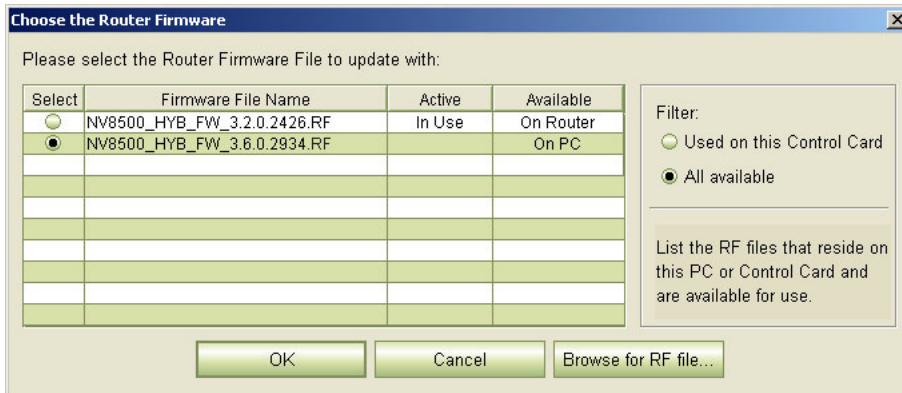 Choose the Router Firmware
Please select the Router Firmware File to update with:
Select Firmware File Name Active Available
NV8500_HYB_FW_3.2.0.2426.RF In Use On Router
NV8500_HYB_FW_3.6.0.2934.RF On PC
Filter:
Used on this Control Card
All available
List the RF files that reside on
this PC or Control Card and
are available for use.
OK Cancel Browse for RF file...